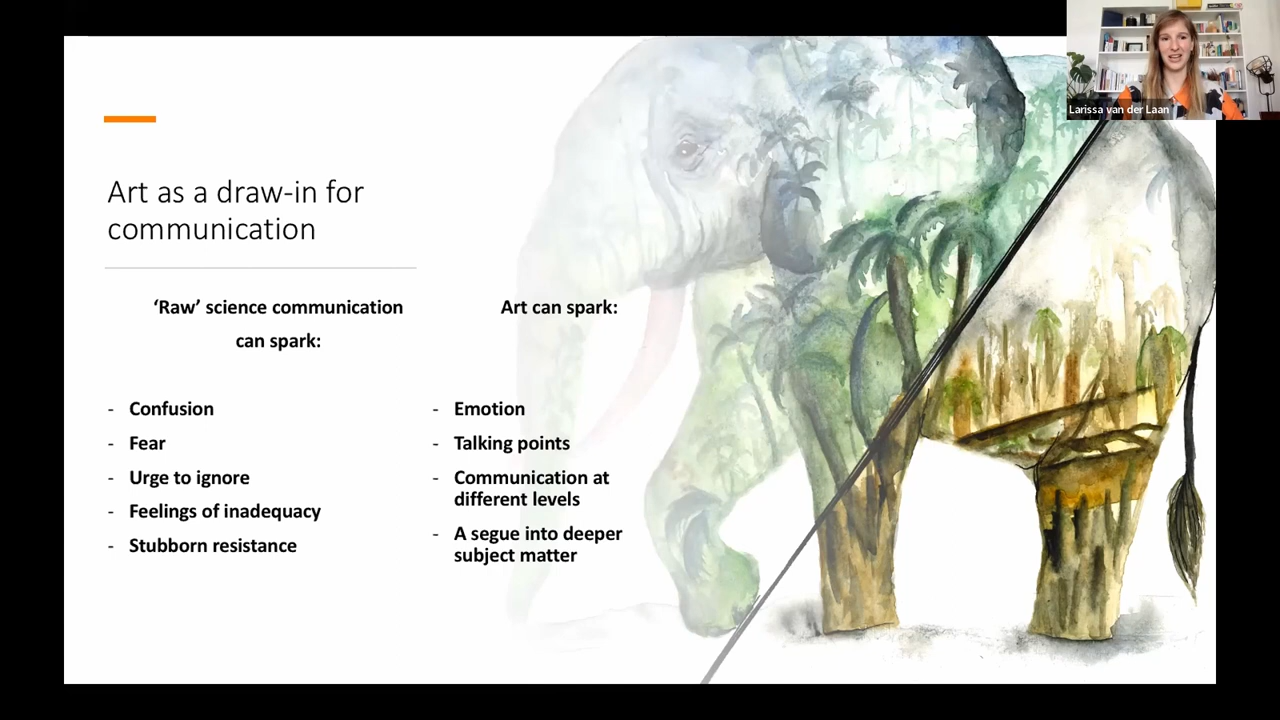 Larissa van der Laan
Art as a draw-in for
communication
‘Raw’ science communication
can spark:
- Confusion
- Fear
- Urge to ignore
- Feelings of inadequacy
- Stubborn resistance
Art can spark:
- Emotion
- Talking points
- Communication at
different levels
- A segue into deeper
subject matter